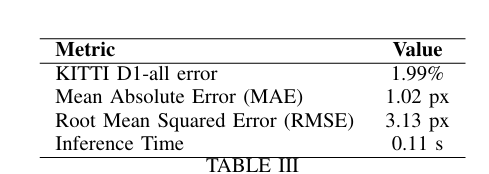 Metric Value
KITTI D1-all error 1.99%
Mean Absolute Error (MAE) 1.02 px
Root Mean Squared Error (RMSE) 3.13 px
Inference Time 0.11 s
TABLE III